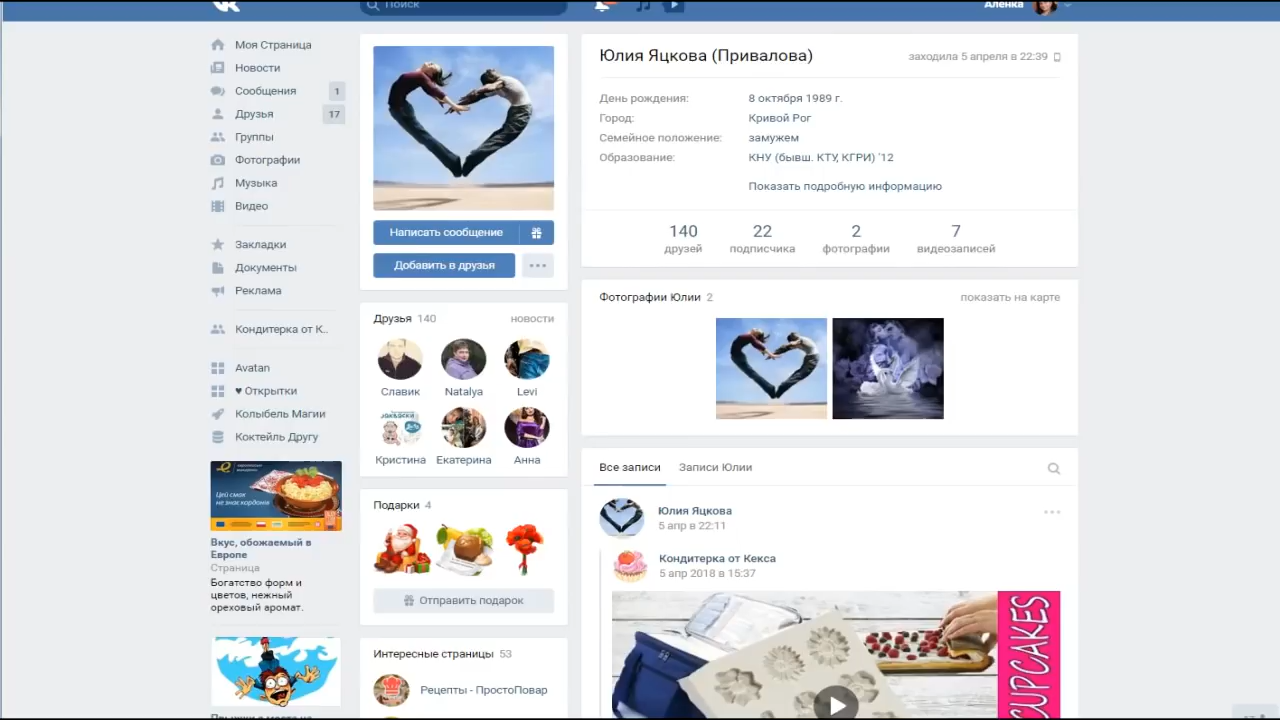 Поиск
Аленка
Моя Страница
Новости
Сообщения 1
Друзья 17
Группы
Фотографии
Музыка
Видео
Закладки
Документы
Реклама
Кондитерка от К..
Avatan
♥ Открытки
Колыбель Магии
Коктейль Другу
Цей смак
не знає кордонів
Вкус, обожаемый в
Европе
Страница
Богатство форм и
цветов, нежный
ореховый аромат.
Написать сообщение
Добавить в друзья
Друзья 140 новости
Славик Natalya Levi
Кристина Екатерина Анна
Подарки 4
Отправить подарок
Интересные страницы 53
Рецепты - ПростоПовар
Юлия Яцкова (Привалова) заходила 5 апреля в 22:39
День рождения: 8 октября 1989 г.
Город: Кривой Рог
Семейное положение: замужем
Образование: КНУ (бывш. КТУ, КГРИ) '12
Показать подробную информацию
140 22 2 7
друзей подписчика фотографии видеозаписей
Фотографии Юлии 2 показать на карте
Все записи Записи Юлии
Юлия Яцкова
5 апр в 22:11
Кондитерка от Кекса
5 апр 2018 в 15:37
CUPCAKES